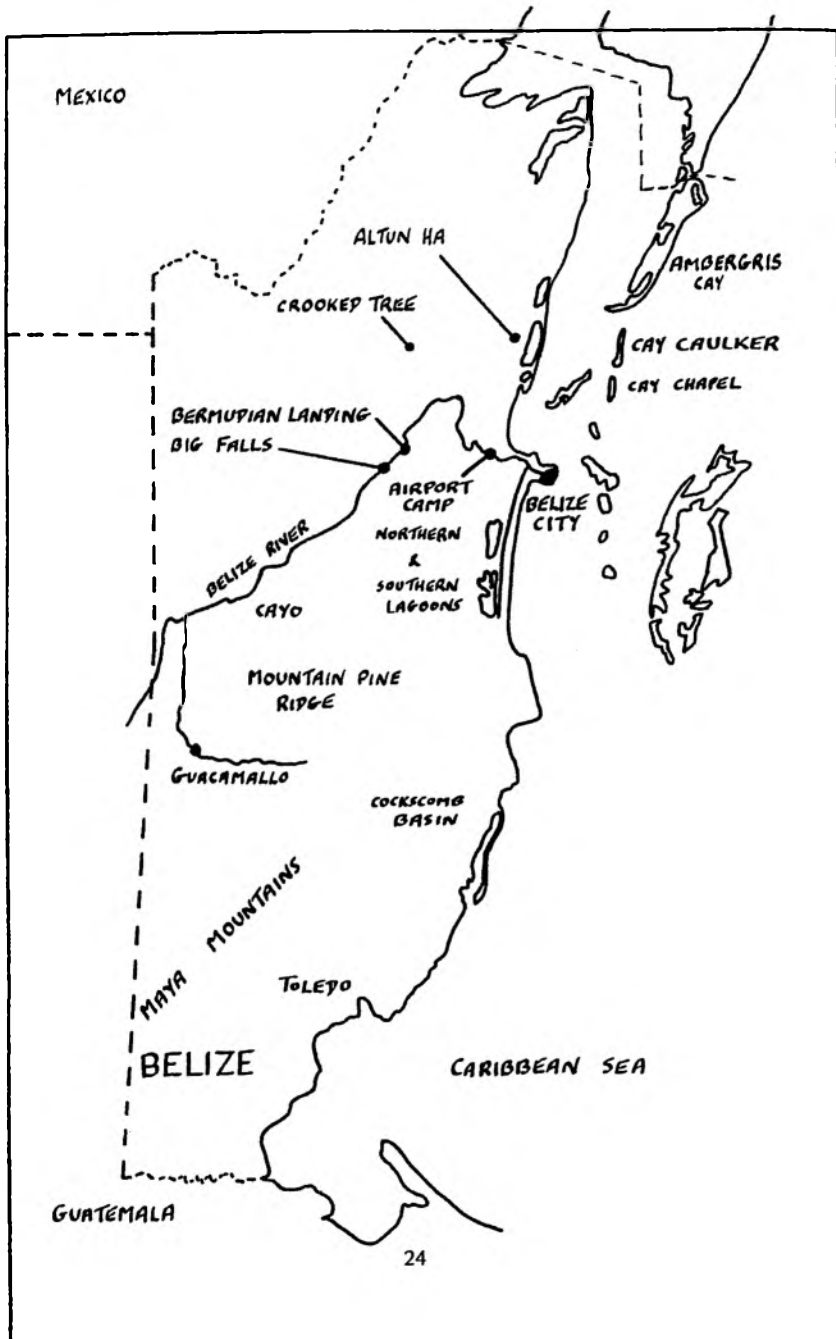 MEXICO
ALTUN HA
AMBERGRIS
CAY
CROOKED TREE
CAY CAULKER
CAY CHAPEL
BERMUDIAN LANDING
BIG FALLS
AIRPORT
CAMP
BELIZE
CITY
NORTHERN
&
SOUTHERN
LAGOONS
BELIZE RIVER
CAYO
MOUNTAIN PINE
RIDGE
GUACAMALLO
COCKSCOMB
BASIN
MAYA MOUNTAINS
TOLEDO
BELIZE
CARIBBEAN SEA
GUATEMALA
24